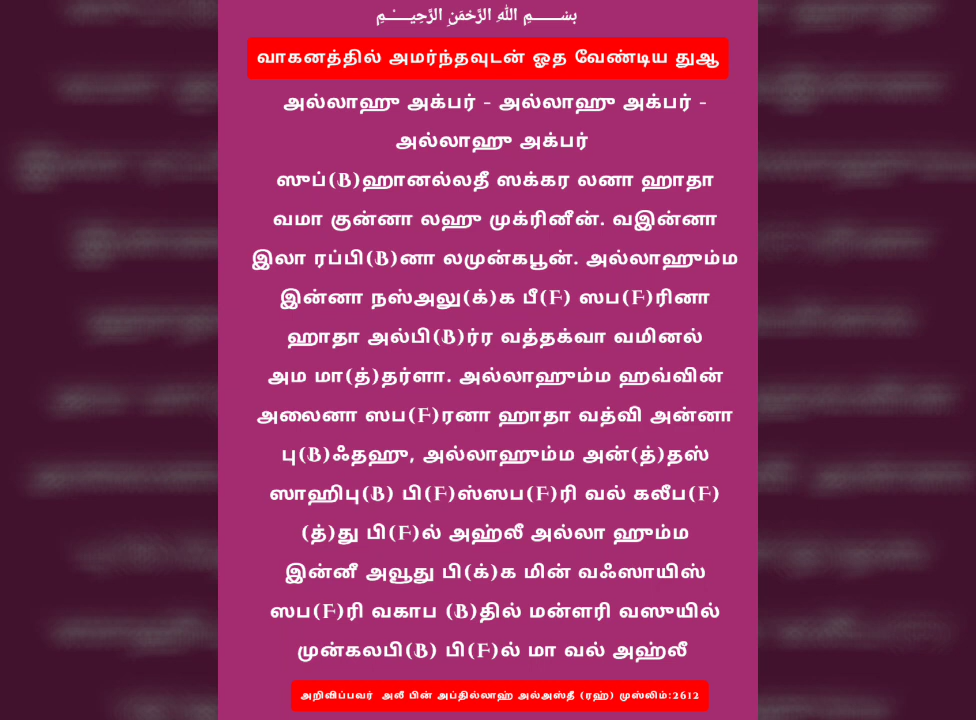 بِسْمِ اللهِ الرَّحْمَنِ الرَّحِيمِ
வாகனத்தில் அமர்ந்தவுடன் ஓத வேண்டிய துஆ
அல்லாஹு அக்பர் - அல்லாஹு அக்பர் -
அல்லாஹு அக்பர்
ஸுப்(B)ஹானல்லதீ ஸக்கர லனா ஹாதா
வமா குன்னா லஹு முக்ரினீன். வஇன்னா
இலா ரப்பி(B)னா லமுன்கபூன். அல்லாஹும்ம
இன்னா நஸ்அலு(க்)க பீ(F) ஸப(F)ரினா
ஹாதா அல்பி(B)ர்ர வத்தக்வா வமினல்
அம மா(த்)தர்ளா. அல்லாஹும்ம ஹவ்வின்
அலைனா ஸப(F)ரனா ஹாதா வத்வி அன்னா
பு(B)ஃதஹு, அல்லாஹும்ம அன்(த்)தஸ்
ஸாஹிபு(B) பி(F)ஸ்ஸப(F)ரி வல் கலீப(F)
(த்)து பி(F)ல் அஹ்லீ அல்லா ஹும்ம
இன்னீ அவூது பி(க்)க மின் வஃஸாயிஸ்
ஸப(F)ரி வகாப (B)தில் மன்ளரி வஸுயில்
முன்கலபி(B) பி(F)ல் மா வல் அஹ்லீ
அறிவிப்பவர் அலீ பின் அப்தில்லாஹ் அல்அஸ்தீ (ரஹ்) முஸ்லிம்:2612